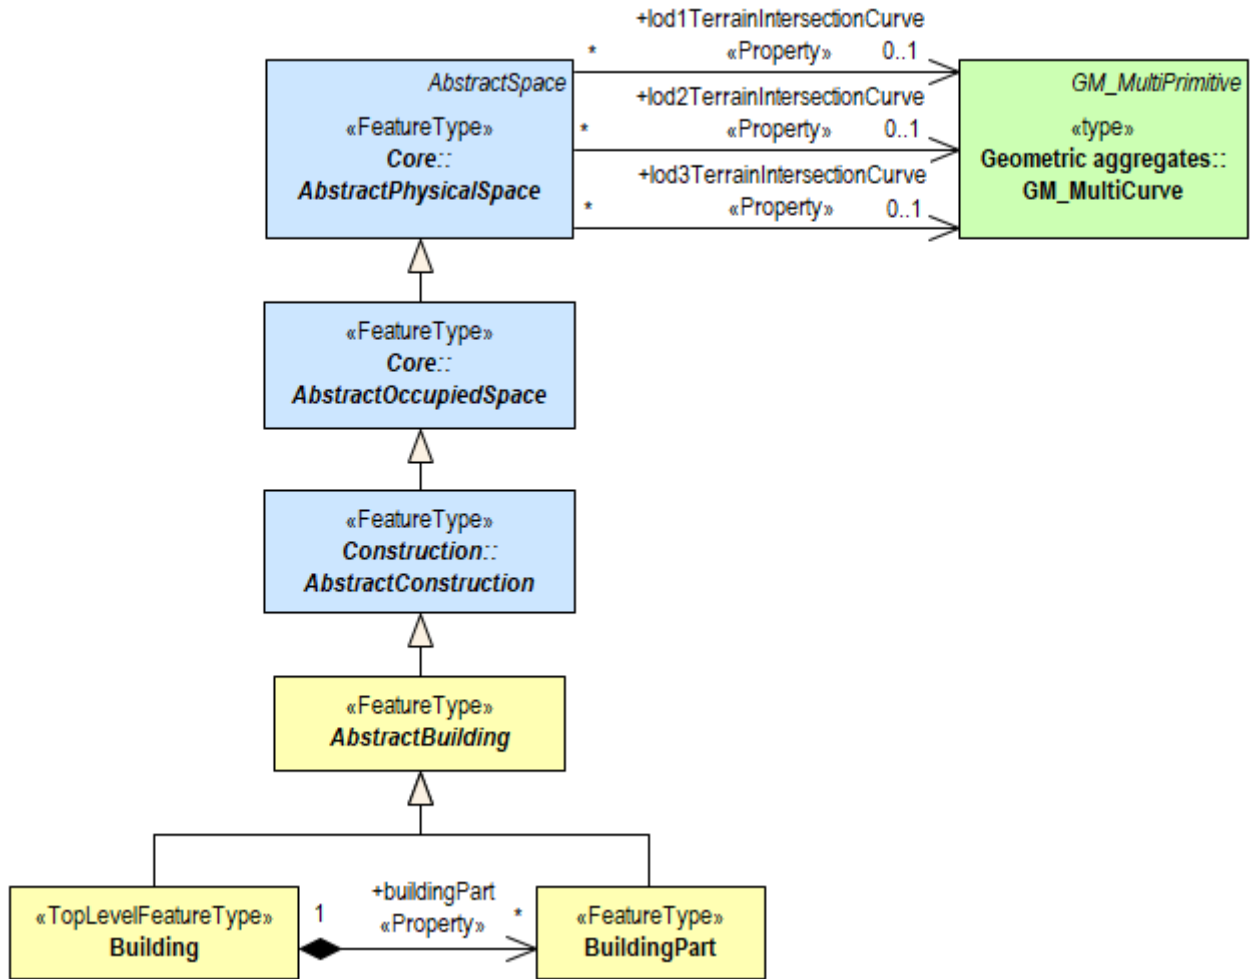 +lod1TerrainIntersectionCurve
* «Property» 0..1
AbstractSpace
«FeatureType»
Core::
AbstractPhysicalSpace
+lod2TerrainIntersectionCurve
* «Property» 0..1
+lod3TerrainIntersectionCurve
* «Property» 0..1
GM_MultiPrimitive
«type»
Geometric aggregates::
GM_MultiCurve
«FeatureType»
Core::
AbstractOccupiedSpace
«FeatureType»
Construction::
AbstractConstruction
«FeatureType»
AbstractBuilding
«TopLevelFeatureType»
Building
+buildingPart
1 «Property» *
«FeatureType»
BuildingPart